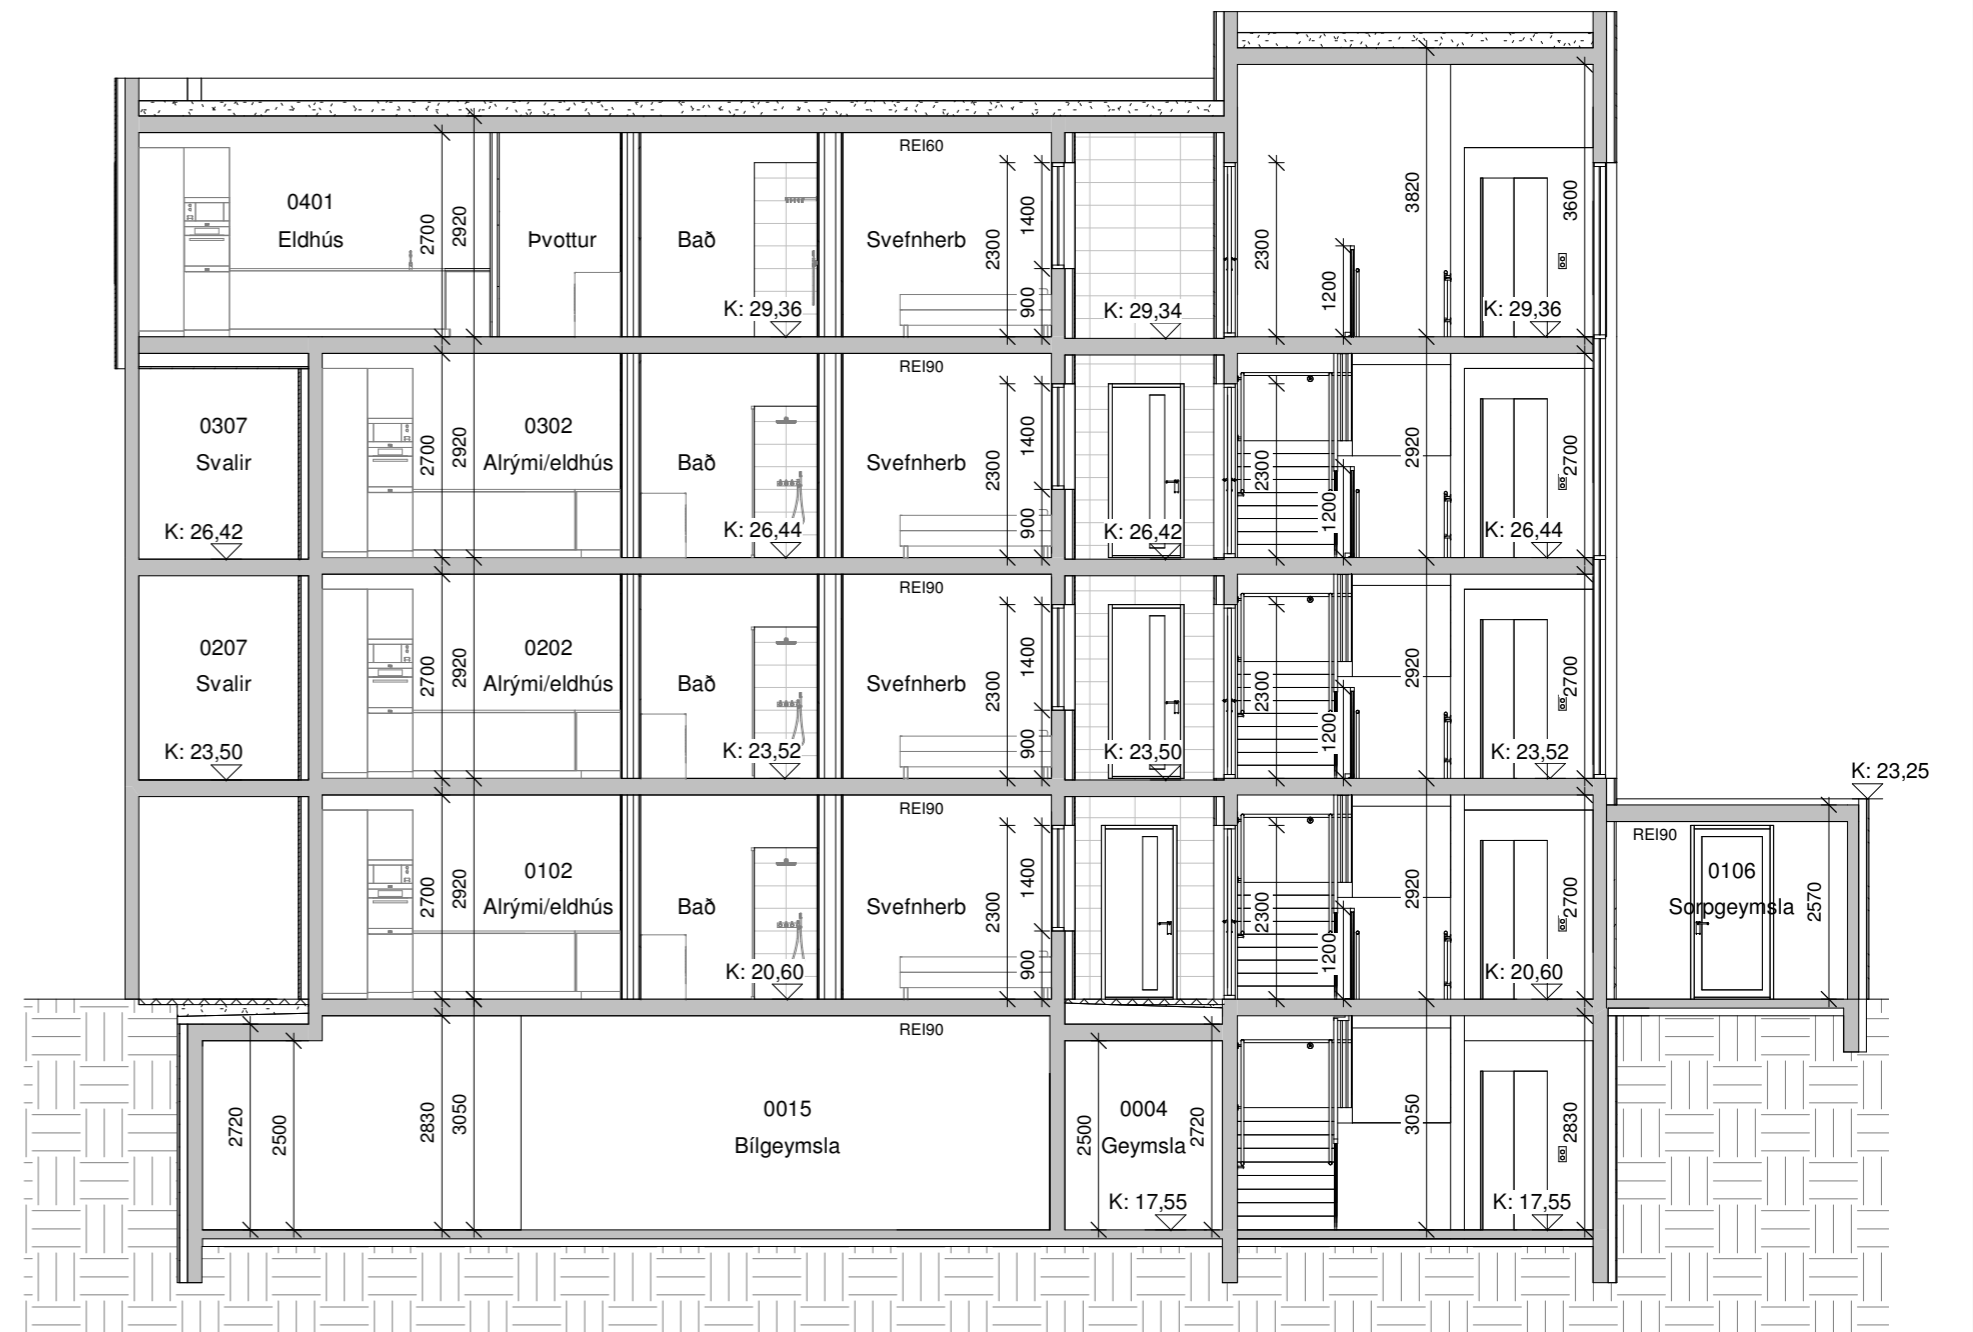 REI60
0401
Eldhús
2700
2920
Þvottur
Bað
Svefnherb
2300
1400
900
2300
1200
3820
3600
K: 29,36
K: 29,34
K: 29,36
REI90
0307
Svalir
K: 26,42
2700
2920
0302
Alrými/eldhús
Bað
K: 26,44
Svefnherb
2300
1400
900
K: 26,42
2300
1200
2920
2700
K: 26,44
REI90
0207
Svalir
K: 23,50
2700
2920
0202
Alrými/eldhús
Bað
K: 23,52
Svefnherb
2300
1400
900
K: 23,50
2300
1200
2920
2700
K: 23,52
K: 23,25
REI90
2700
2920
0102
Alrými/eldhús
Bað
K: 20,60
Svefnherb
2300
1400
900
2300
1200
2920
2700
K: 20,60
REI90
0106
Sorpgeymsla
2570
REI90
2720
2500
2830
3050
0015
Bílgeymsla
2500
0004
Geymsla
2720
K: 17,55
3050
2830
K: 17,55